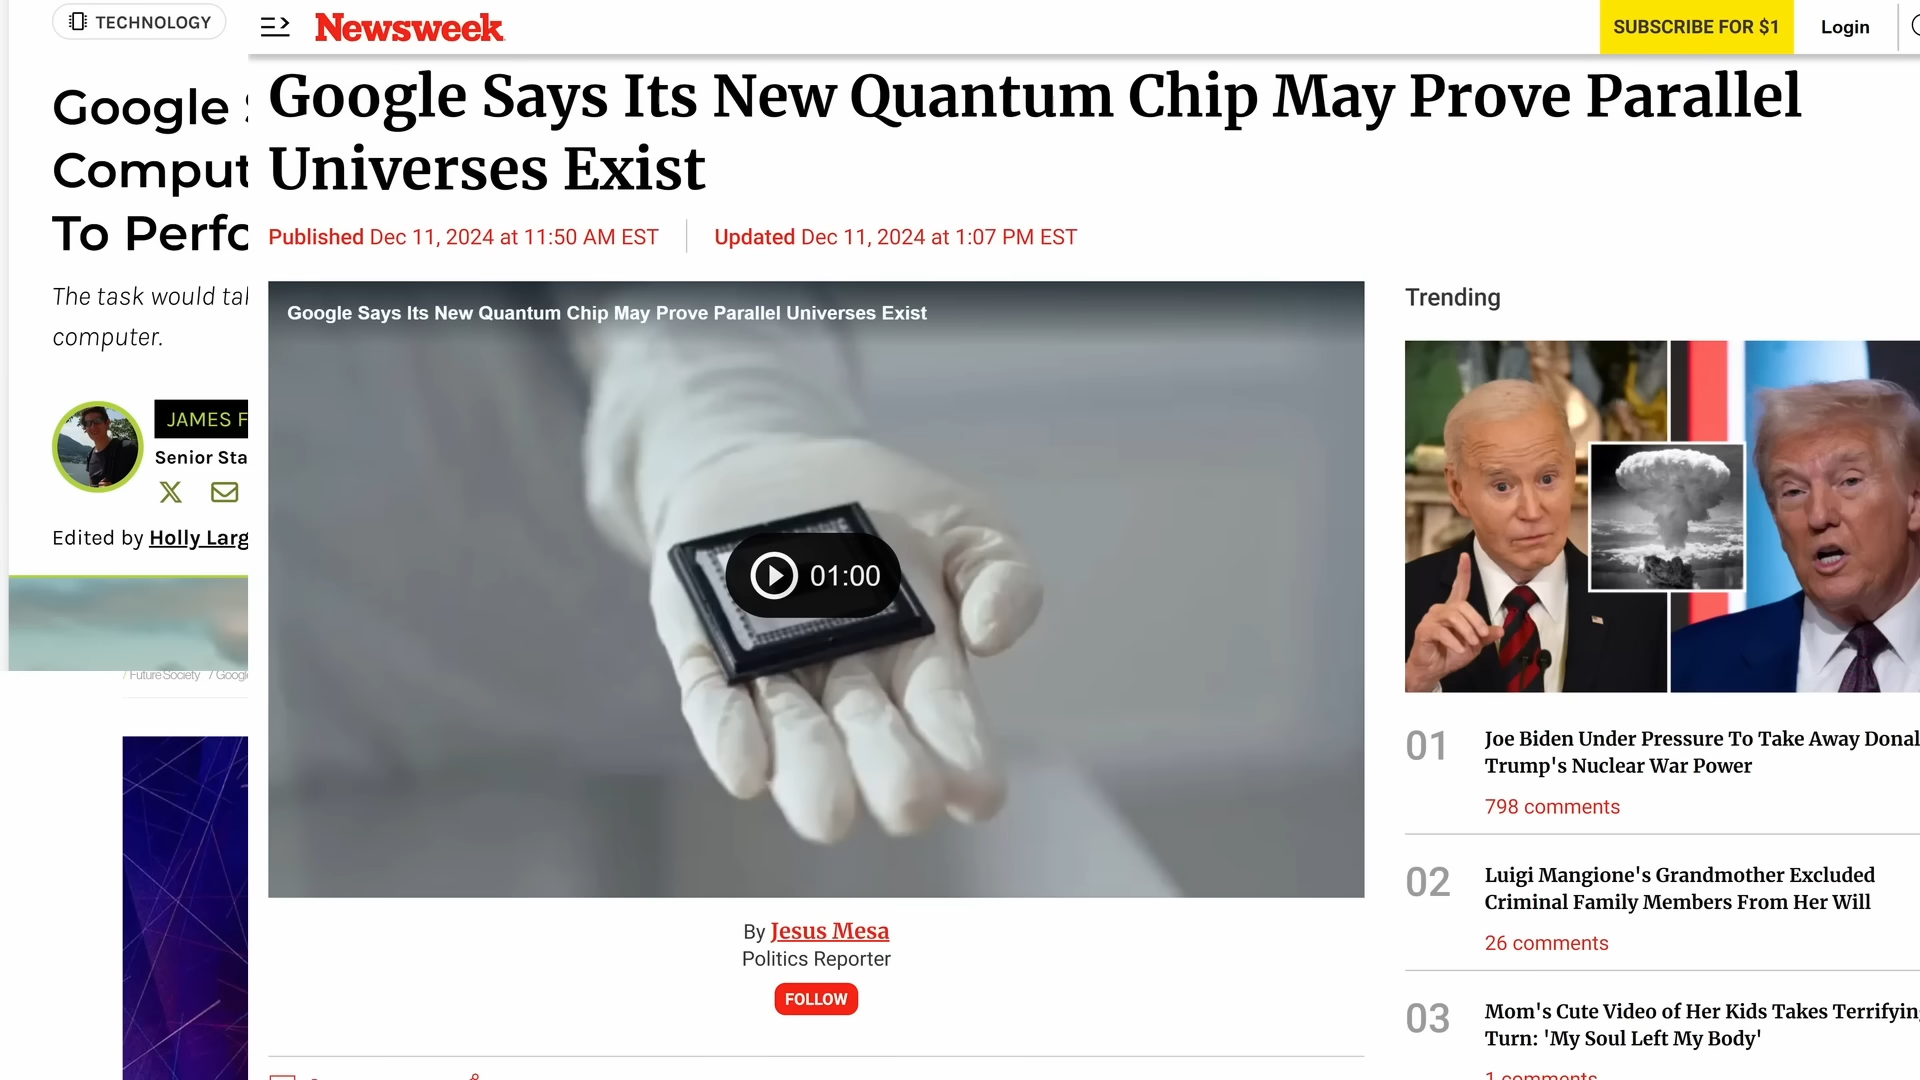 TECHNOLOGY
Google
Comput
To Perfo
The task would tal
computer.
JAMES F
Senior Sta
Edited by Holly Larg
/ FutureSociety / Googl
Newsweek
SUBSCRIBE FOR $1
Login
Google Says Its New Quantum Chip May Prove Parallel
Universes Exist
Published Dec 11, 2024 at 11:50 AM EST
Updated Dec 11, 2024 at 1:07 PM EST
Google Says Its New Quantum Chip May Prove Parallel Universes Exist
01:00
By Jesus Mesa
Politics Reporter
FOLLOW
Trending
01
Joe Biden Under Pressure To Take Away Donal
Trump's Nuclear War Power
798 comments
02
Luigi Mangione's Grandmother Excluded
Criminal Family Members From Her Will
26 comments
03
Mom's Cute Video of Her Kids Takes Terrifyin
Turn: 'My Soul Left My Body'
1 comments